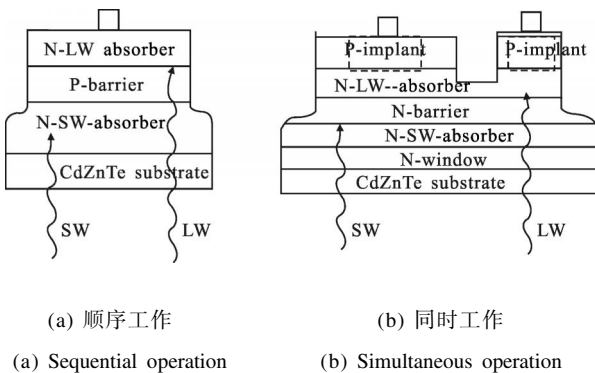 N-LW absorber
P-barrier
N-SW-absorber
CdZnTe substrate
SW
LW
P-implant
P-implant
N-LW--absorber
N-barrier
N-SW-absorber
N-window
CdZnTe substrate
SW
LW
(a) 顺序工作
(b) 同时工作
(a) Sequential operation
(b) Simultaneous operation